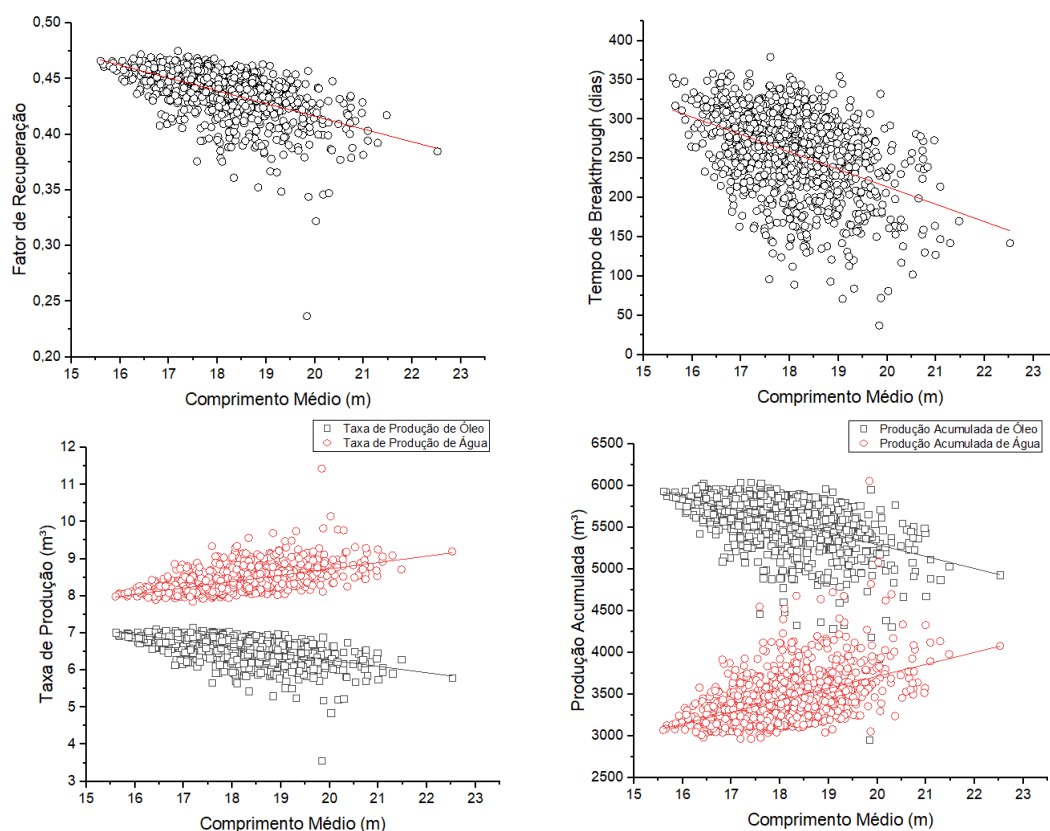 0,50
0,45
0,40
0,35
0,30
0,25
0,20
Fator de Recuperação
15 16 17 18 19 20 21 22 23
Comprimento Médio (m)
400
350
300
250
200
150
100
50
0
Tempo de Breakthrough (dias)
15 16 17 18 19 20 21 22 23
Comprimento Médio (m)
Taxa de Produção de Óleo
Taxa de Produção de Água
12
11
10
9
8
7
6
5
4
3
Taxa de Produção (m³)
15 16 17 18 19 20 21 22 23
Comprimento Médio (m)
Produção Acumulada de Óleo
Produção Acumulada de Água
6500
6000
5500
5000
4500
4000
3500
3000
2500
Produção Acumulada (m³)
15 16 17 18 19 20 21 22 23
Comprimento Médio (m)